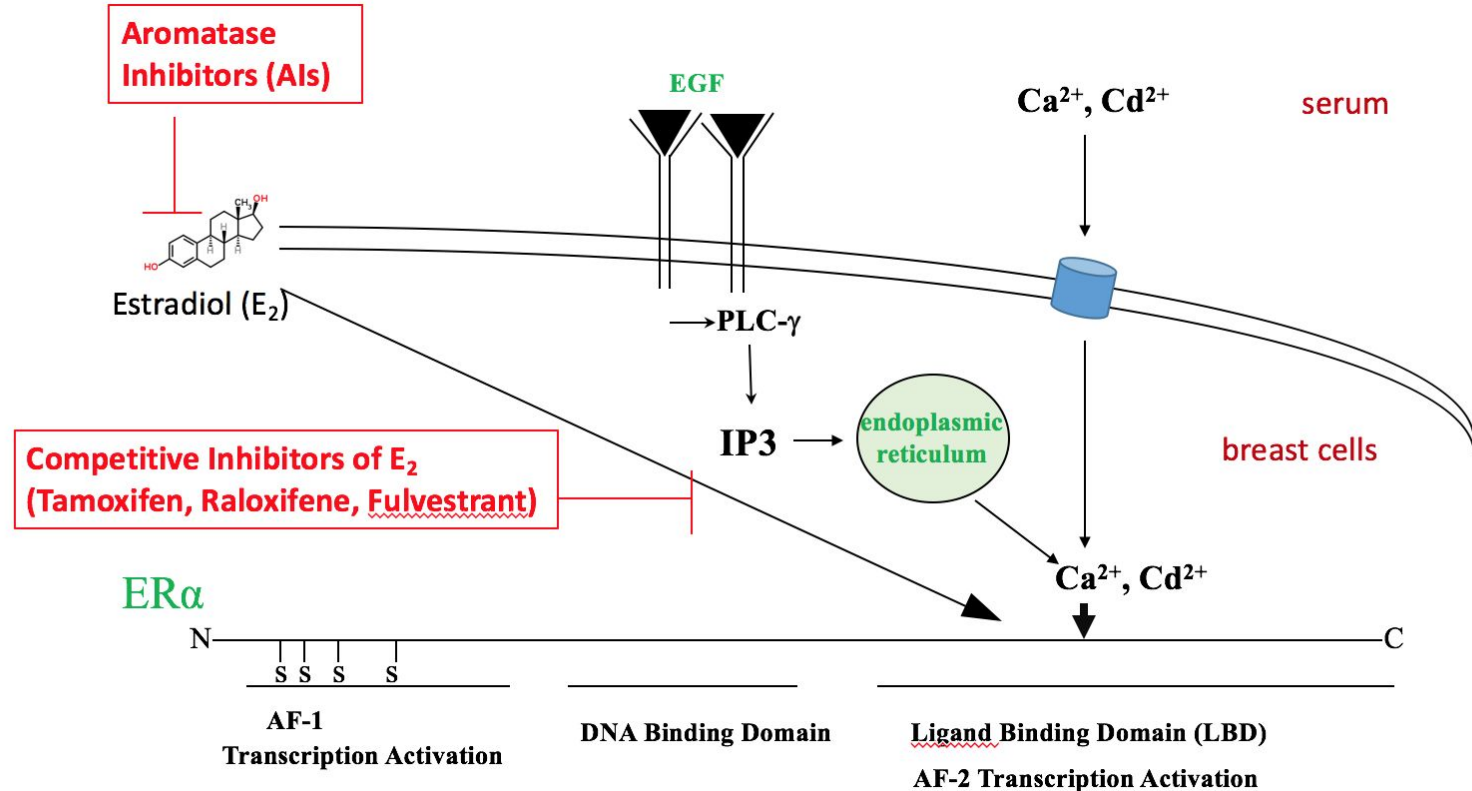 Aromatase
Inhibitors (AIs)
EGF
Ca²⁺, Cd²⁺
serum
CH₃
OH
H
H
H
HO
Estradiol (E₂)
PLC-γ
IP3
endoplasmic
reticulum
breast cells
Competitive Inhibitors of E₂
(Tamoxifen, Raloxifene, Fulvestrant)
Ca²⁺, Cd²⁺
ERα
N
C
S S S S
AF-1
Transcription Activation
DNA Binding Domain
Ligand Binding Domain (LBD)
AF-2 Transcription Activation